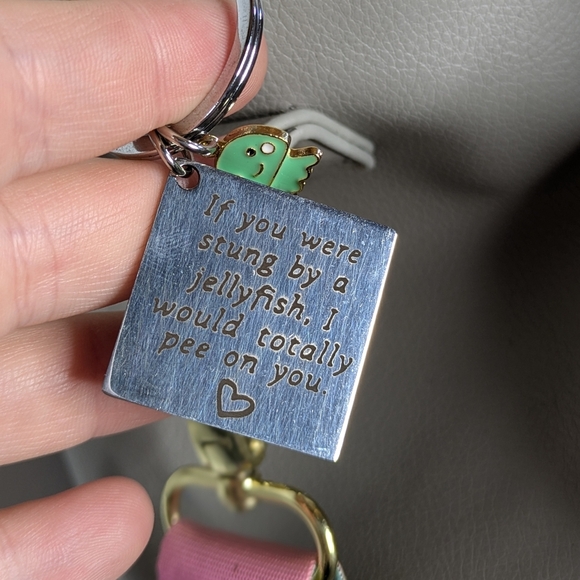 If you were
stung by a
jellyfish, I
would totally
pee on you.